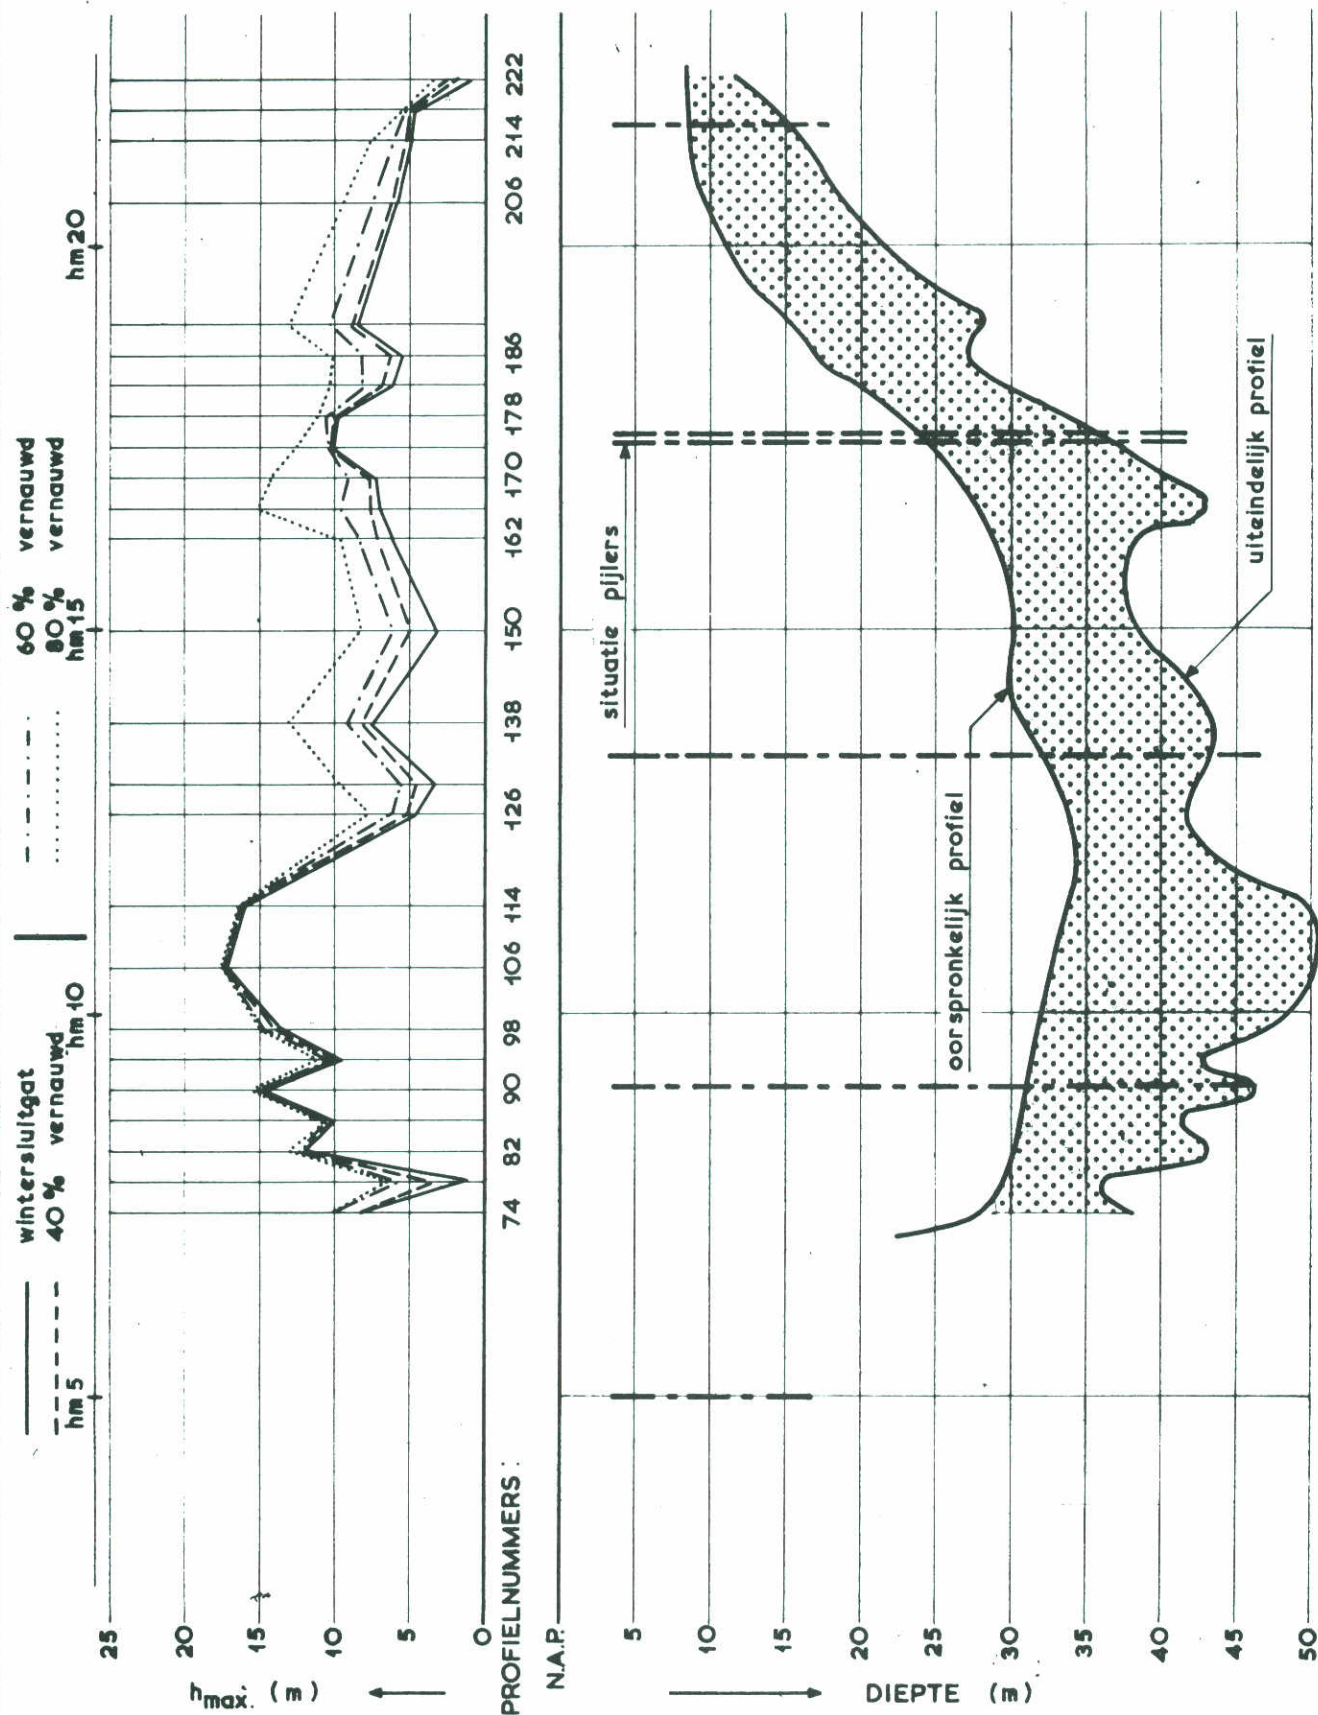 wintersluitgat
60 % vernauwd
40 % vernauwd
80 % vernauwd
hm 5
hm 10
hm 15
hm 20
25
20
15
10
5
0
h max. (m)
PROFIELNUMMERS :
74
82
90
98
106
114
126
138
150
162
170
178
186
206
214
222
N.A.P.
5
10
15
20
25
30
35
40
45
50
DIEPTE (m)
situatie pijlers
oorspronkelijk profiel
uiteindelijk profiel